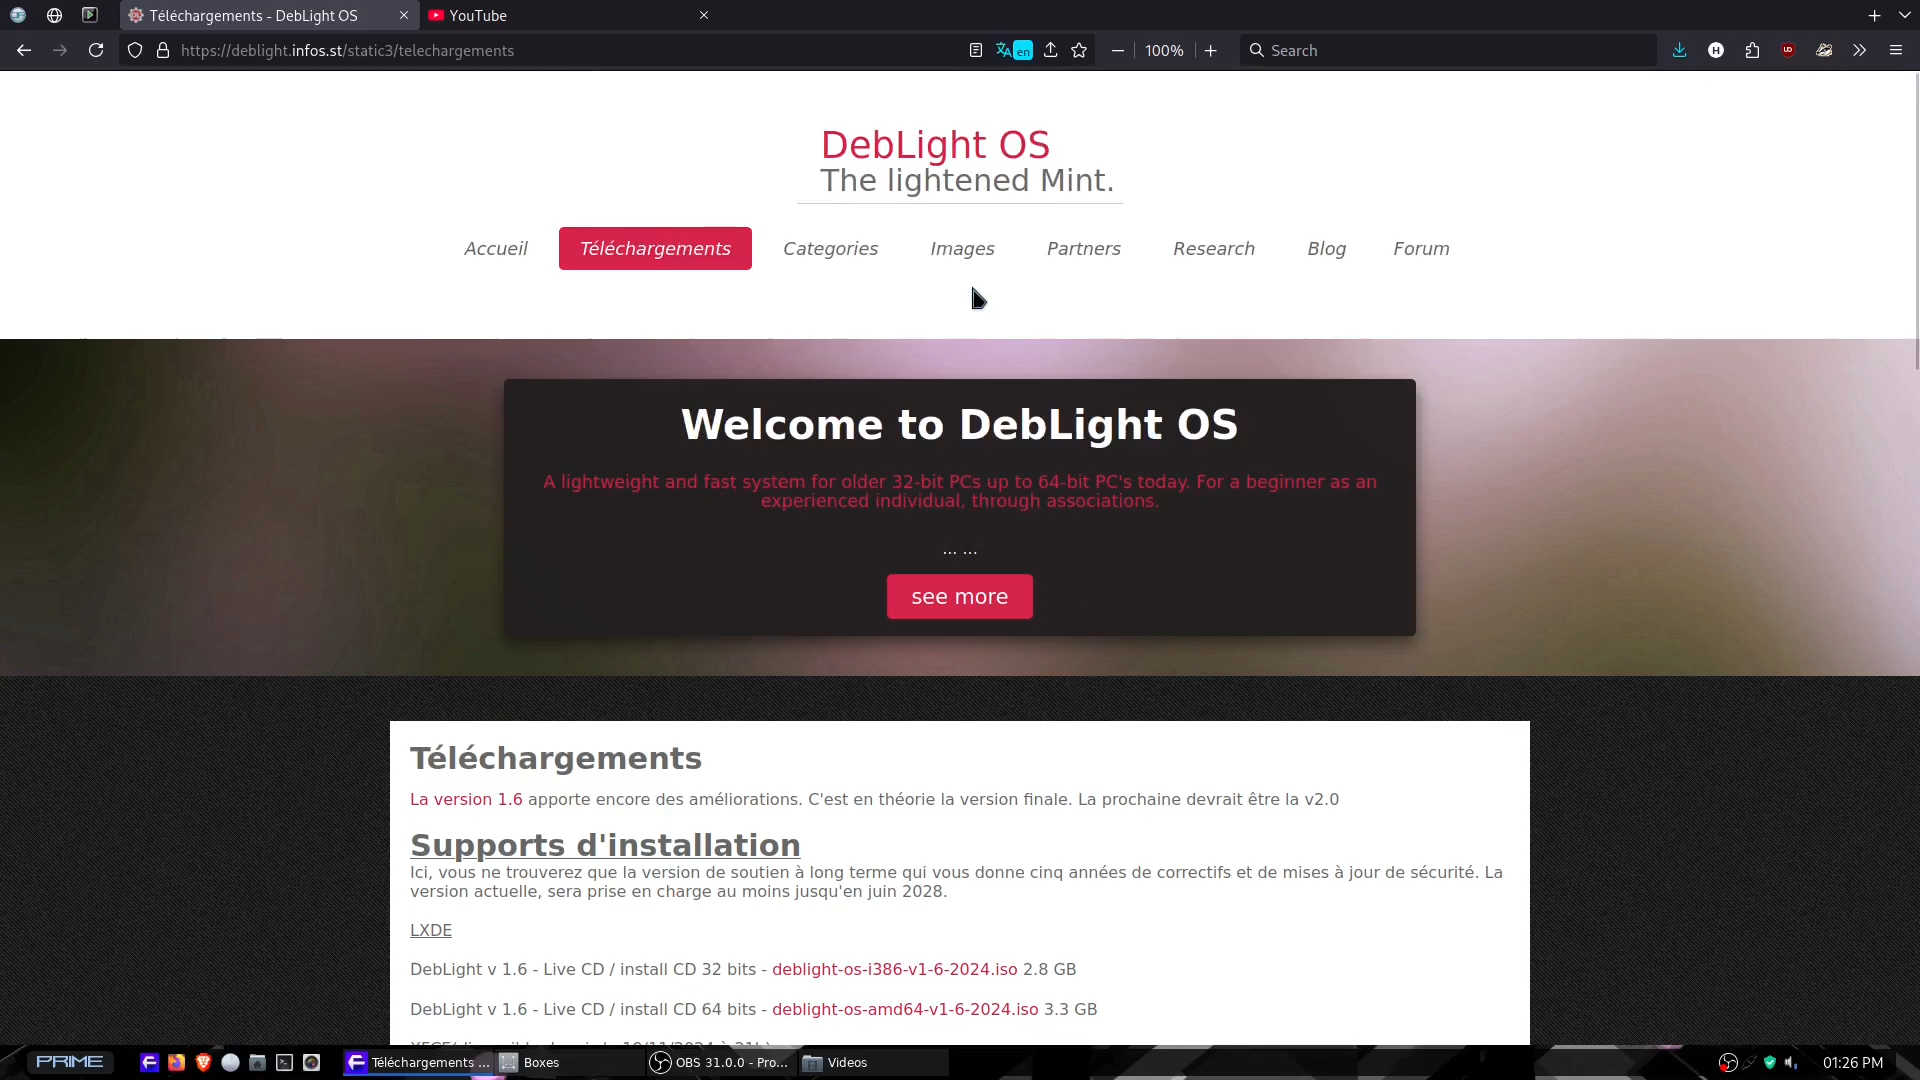 Téléchargements - DebLight OS
YouTube
https://deblight.infos.st/static3/telechargements
en
100%
Search
DebLight OS
The lightened Mint.
Accueil
Téléchargements
Categories
Images
Partners
Research
Blog
Forum
Welcome to DebLight OS
A lightweight and fast system for older 32-bit PCs up to 64-bit PC's today. For a beginner as an
experienced individual, through associations.
... ...
see more
Téléchargements
La version 1.6 apporte encore des améliorations. C'est en théorie la version finale. La prochaine devrait être la v2.0
Supports d'installation
Ici, vous ne trouverez que la version de soutien à long terme qui vous donne cinq années de correctifs et de mises à jour de sécurité. La
version actuelle, sera prise en charge au moins jusqu'en juin 2028.
LXDE
DebLight v 1.6 - Live CD / install CD 32 bits - deblight-os-i386-v1-6-2024.iso 2.8 GB
DebLight v 1.6 - Live CD / install CD 64 bits - deblight-os-amd64-v1-6-2024.iso 3.3 GB
PRIME
Téléchargements ...
Boxes
OBS 31.0.0 - Pro...
Videos
01:26 PM